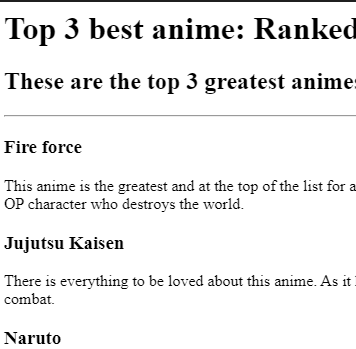 Top 3 best anime: Ranked
These are the top 3 greatest animes
Fire force
This anime is the greatest and at the top of the list for a
OP character who destroys the world.
Jujutsu Kaisen
There is everything to be loved about this anime. As it
combat.
Naruto